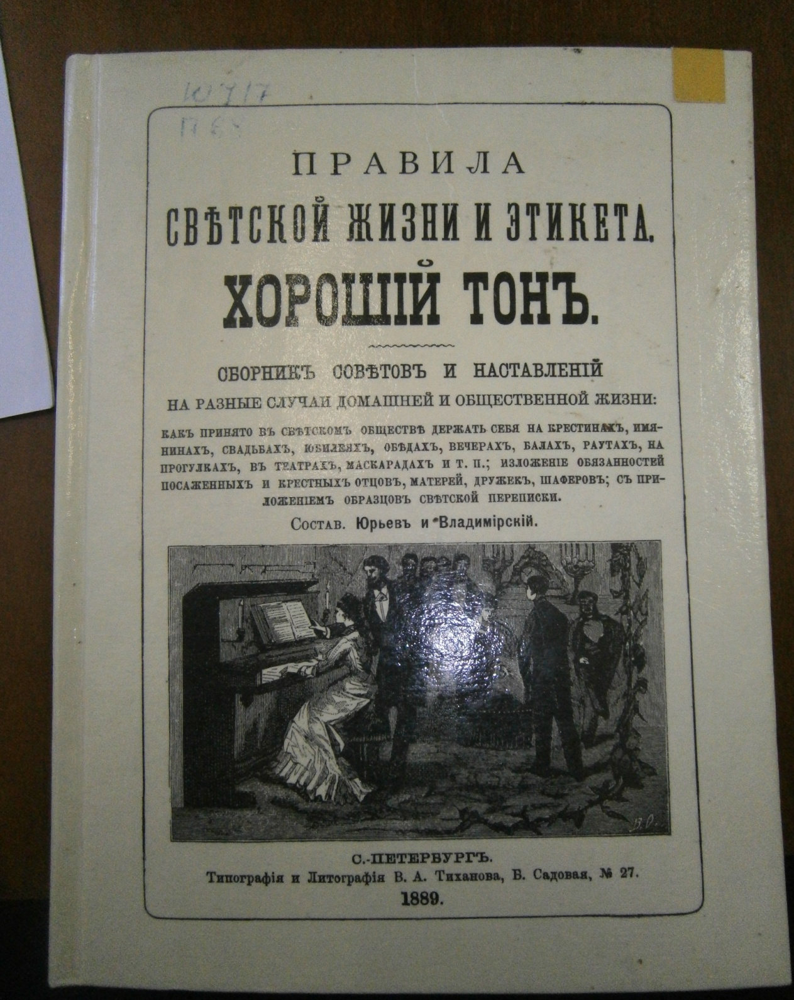 Ю 717
П 68
ПРАВИЛА
СВѢТСКОЙ ЖИЗНИ И ЭТИКЕТА.
ХОРОШІЙ ТОНЪ.
СБОРНИКЪ СОВѢТОВЪ И НАСТАВЛЕНІЙ
НА РАЗНЫЕ СЛУЧАИ ДОМАШНЕЙ И ОБЩЕСТВЕННОЙ ЖИЗНИ:
КАКЪ ПРИНЯТО ВЪ СВѢТСКОМЪ ОБЩЕСТВѢ ДЕРЖАТЬ СЕБЯ НА КРЕСТИНАХЪ, ИМЯ-
НИНАХЪ, СВАДЬБАХЪ, ЮБИЛЕЯХЪ, ОБѢДАХЪ, ВЕЧЕРАХЪ, БАЛАХЪ, РАУТАХЪ, НА
ПРОГУЛКАХЪ, ВЪ ТЕАТРАХЪ, МАСКАРАДАХЪ И Т. П.; ИЗЛОЖЕНІЕ ОБЯЗАННОСТЕЙ
ПОСАЖЕННЫХЪ И КРЕСТНЫХЪ ОТЦОВЪ, МАТЕРЕЙ, ДРУЖЕКЪ, ШАФЕРОВЪ; СЪ ПРИ-
ЛОЖЕНІЕМЪ ОБРАЗЦОВЪ СВѢТСКОЙ ПЕРЕПИСКИ.
Состав. Юрьевъ и Владимірскій.
В.Р.
С.-ПЕТЕРБУРГЪ.
Типографія и Литографія В. А. Тиханова, Б. Садовая, № 27.
1889.